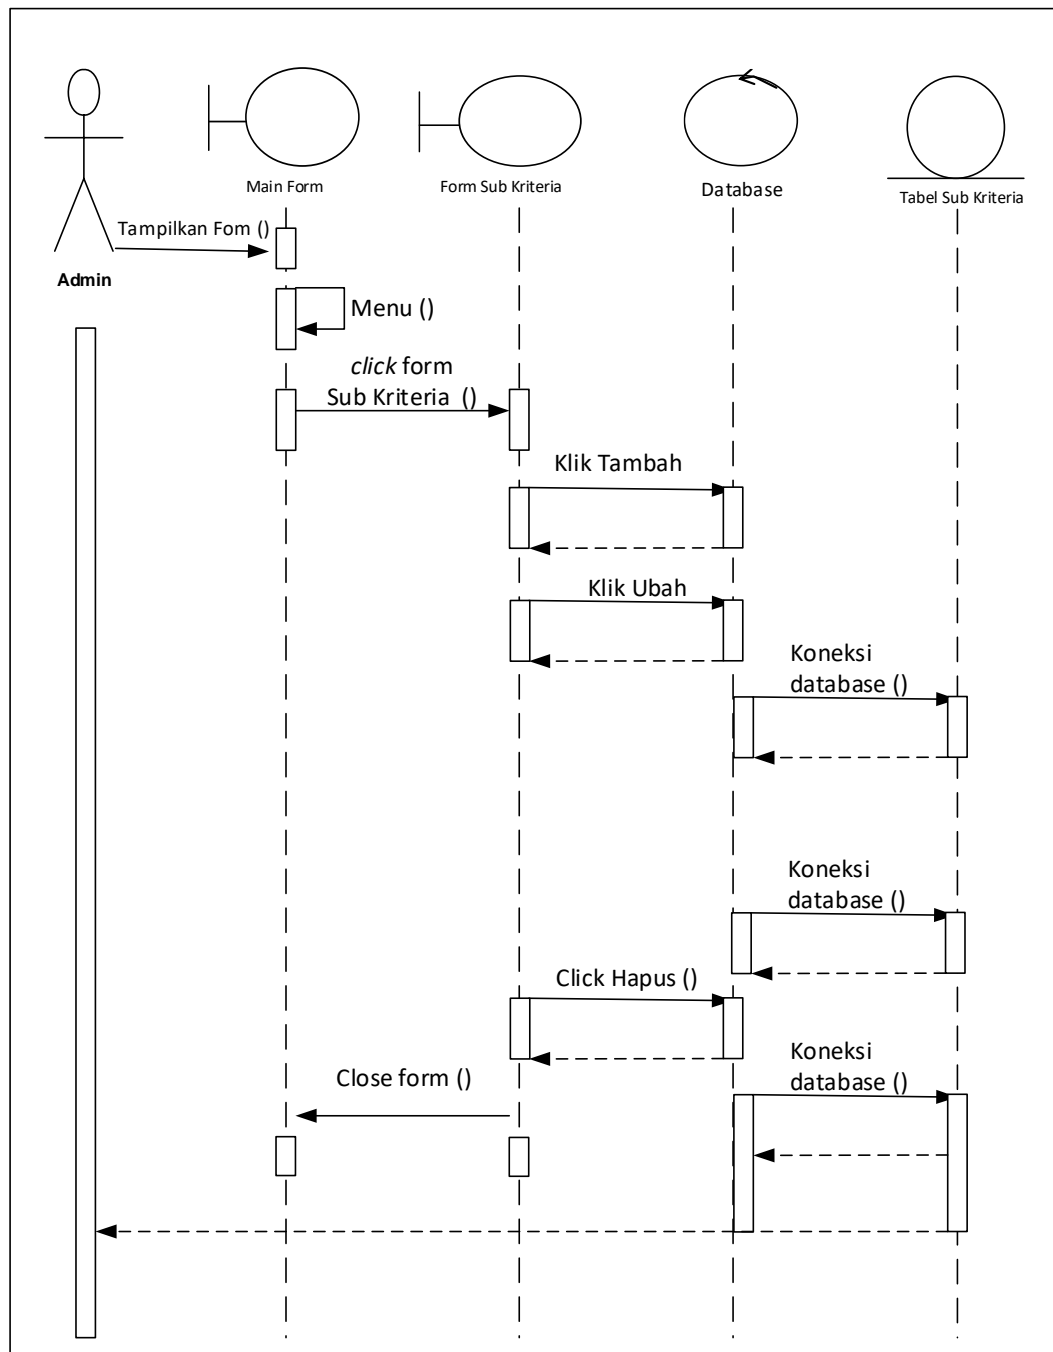 Main Form
Form Sub Kriteria
Database
Tabel Sub Kriteria
Tampilkan Fom ()
Admin
Menu ()
click form
Sub Kriteria ()
Klik Tambah
Klik Ubah
Koneksi
database ()
Koneksi
database ()
Click Hapus ()
Koneksi
database ()
Close form ()